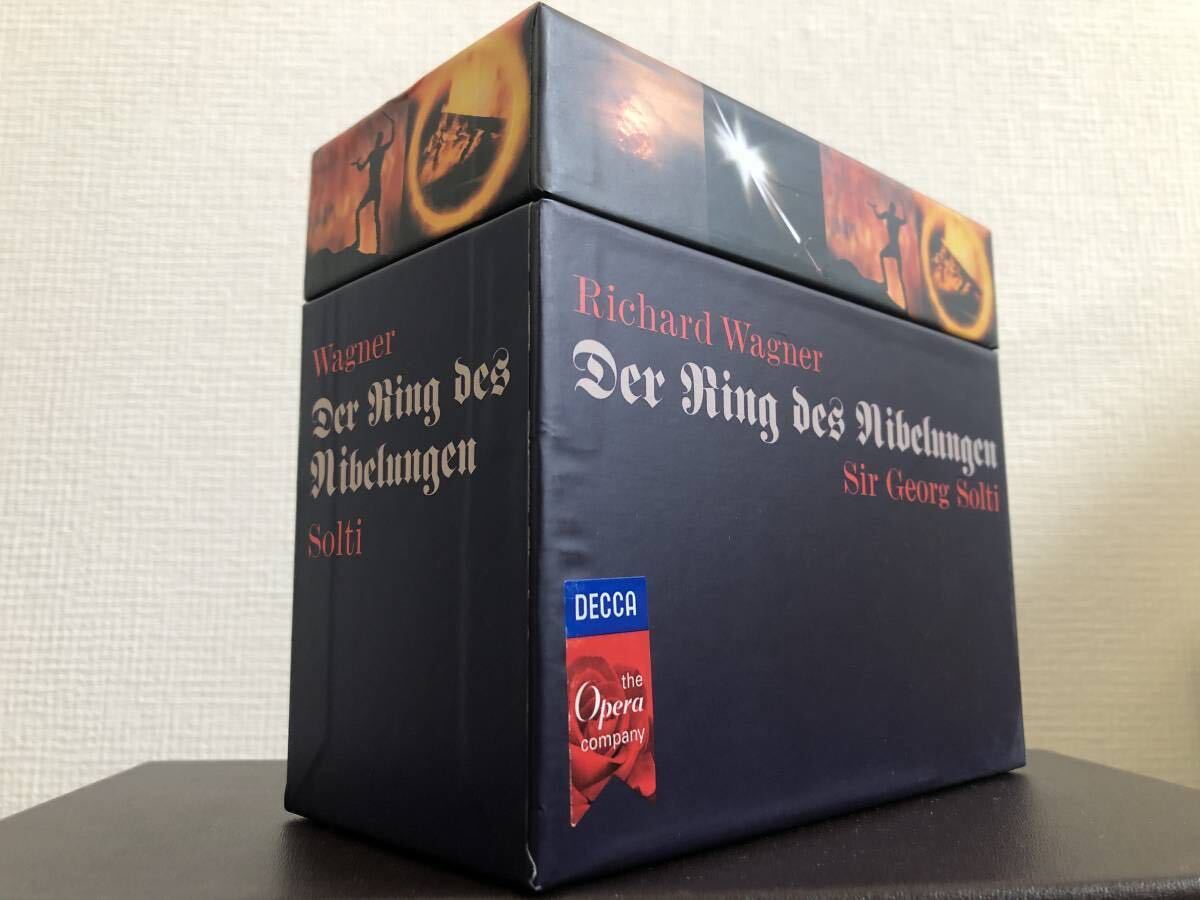 Wagner
Der Ring des
Nibelungen
Solti
Richard Wagner
Der Ring des Nibelungen
Sir Georg Solti
DECCA
the
Opera
company